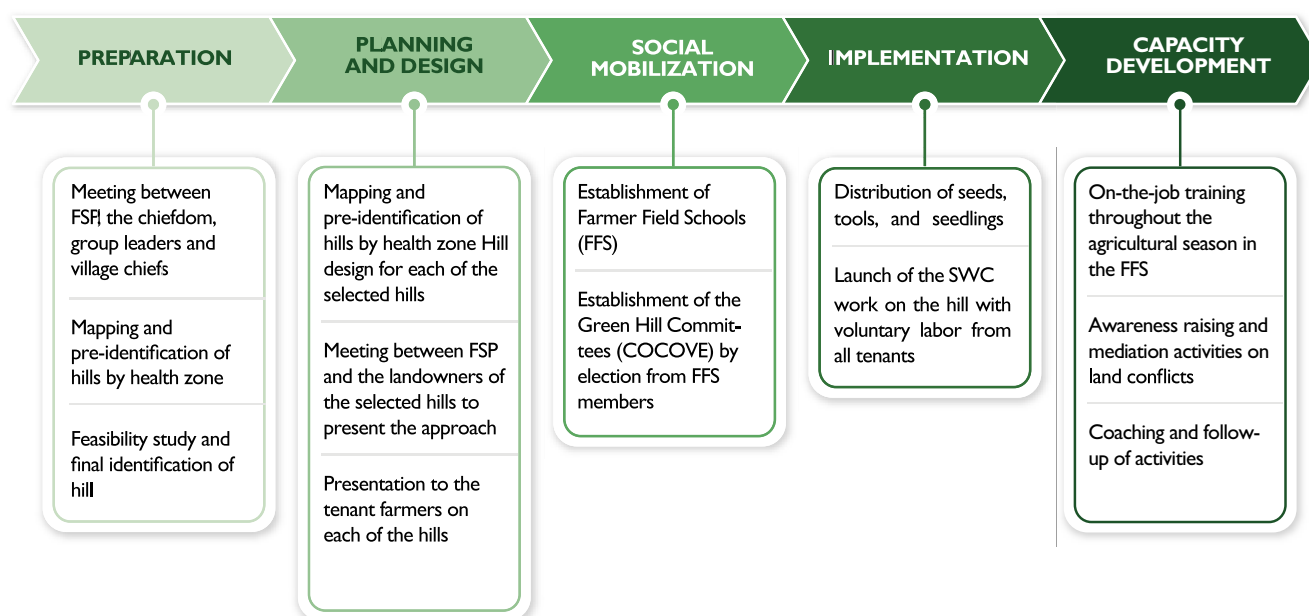 PREPARATION
PLANNING
AND DESIGN
SOCIAL
MOBILIZATION
IMPLEMENTATION
CAPACITY
DEVELOPMENT
Meeting between
FSP, the chiefdom,
group leaders and
village chiefs
Mapping and
pre-identification of
hills by health zone
Feasibility study and
final identification of
hill
Mapping and
pre-identification of
hills by health zone Hill
design for each of the
selected hills
Meeting between FSP
and the landowners of
the selected hills to
present the approach
Presentation to the
tenant farmers on
each of the hills
Establishment of
Farmer Field Schools
(FFS)
Establishment of the
Green Hill Commit-
tees (COCOVE) by
election from FFS
members
Distribution of seeds,
tools, and seedlings
Launch of the SWC
work on the hill with
voluntary labor from
all tenants
On-the-job training
throughout the
agricultural season in
the FFS
Awareness raising and
mediation activities on
land conflicts
Coaching and follow-
up of activities